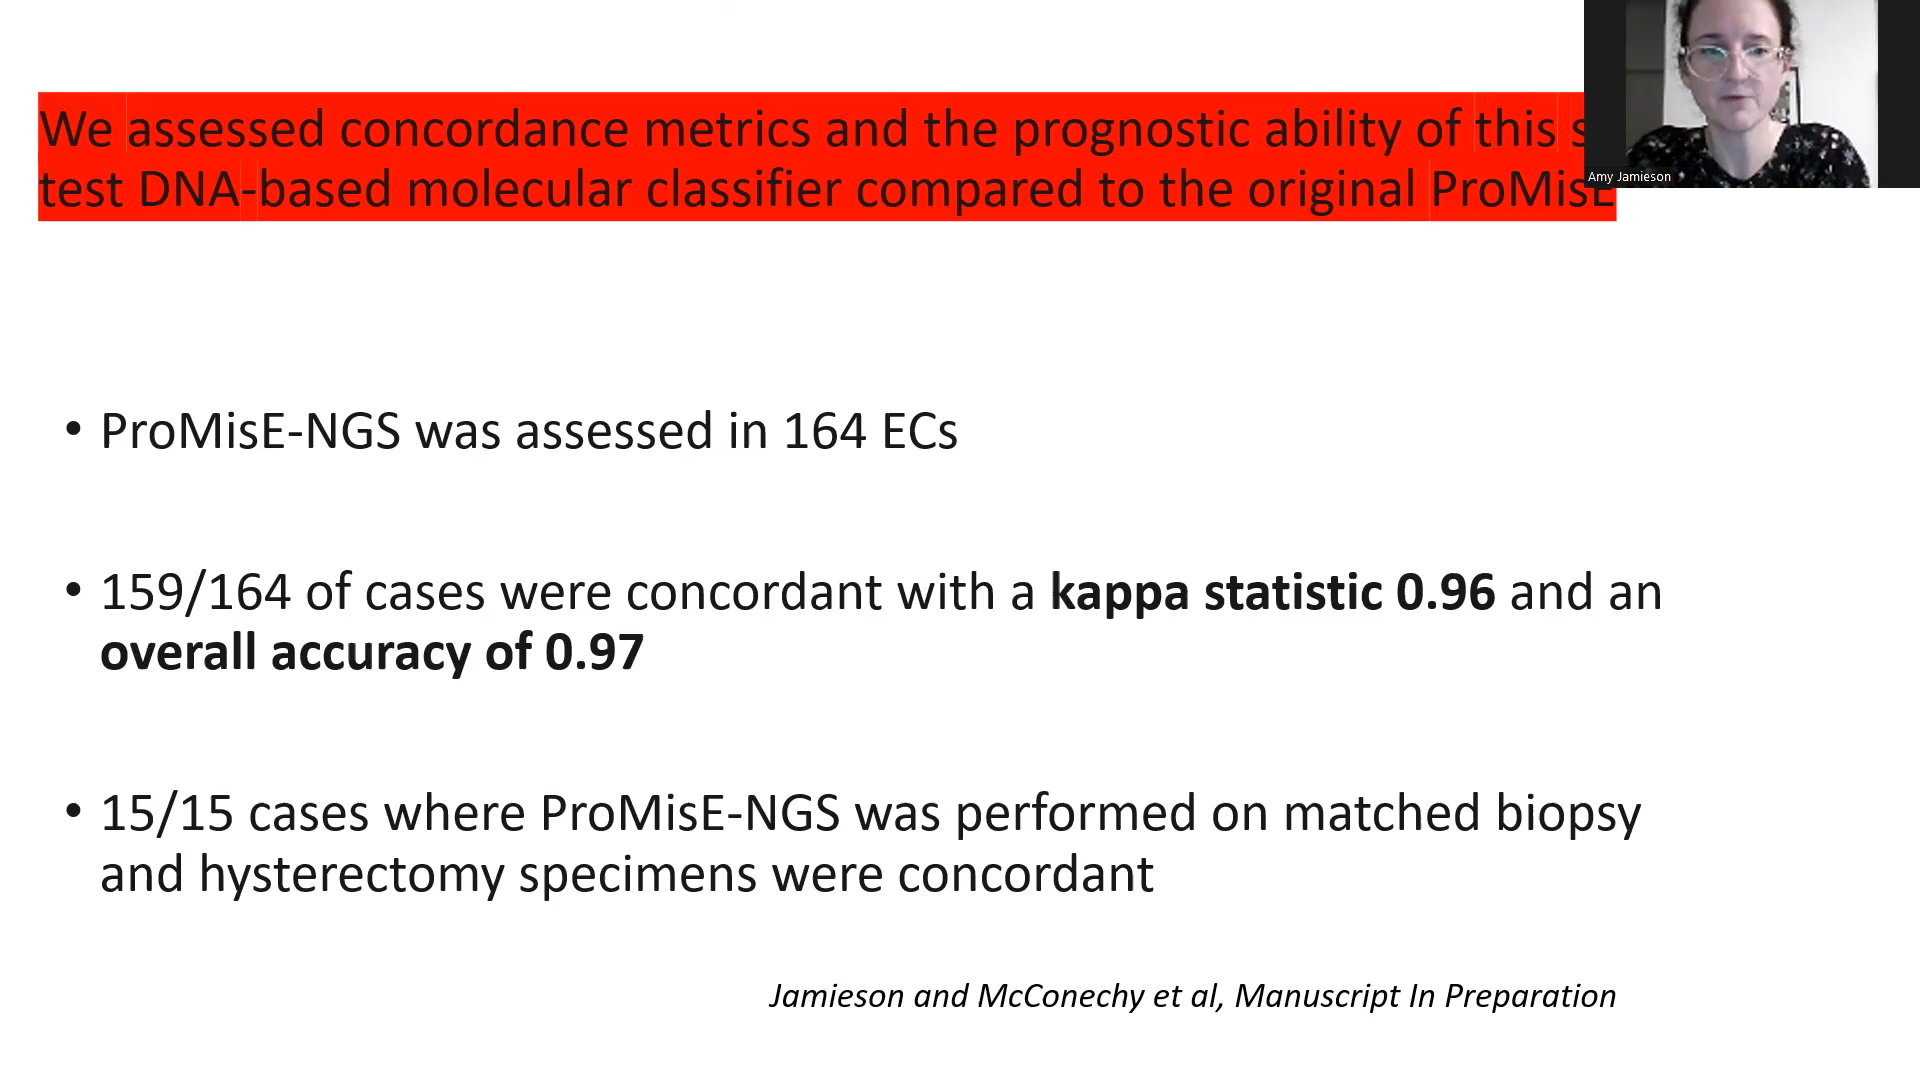 We assessed concordance metrics and the prognostic ability of this
test DNA-based molecular classifier compared to the original ProMisE
Amy Jamieson
• ProMisE-NGS was assessed in 164 ECs
• 159/164 of cases were concordant with a kappa statistic 0.96 and an
overall accuracy of 0.97
• 15/15 cases where ProMisE-NGS was performed on matched biopsy
and hysterectomy specimens were concordant
Jamieson and McConechy et al, Manuscript In Preparation